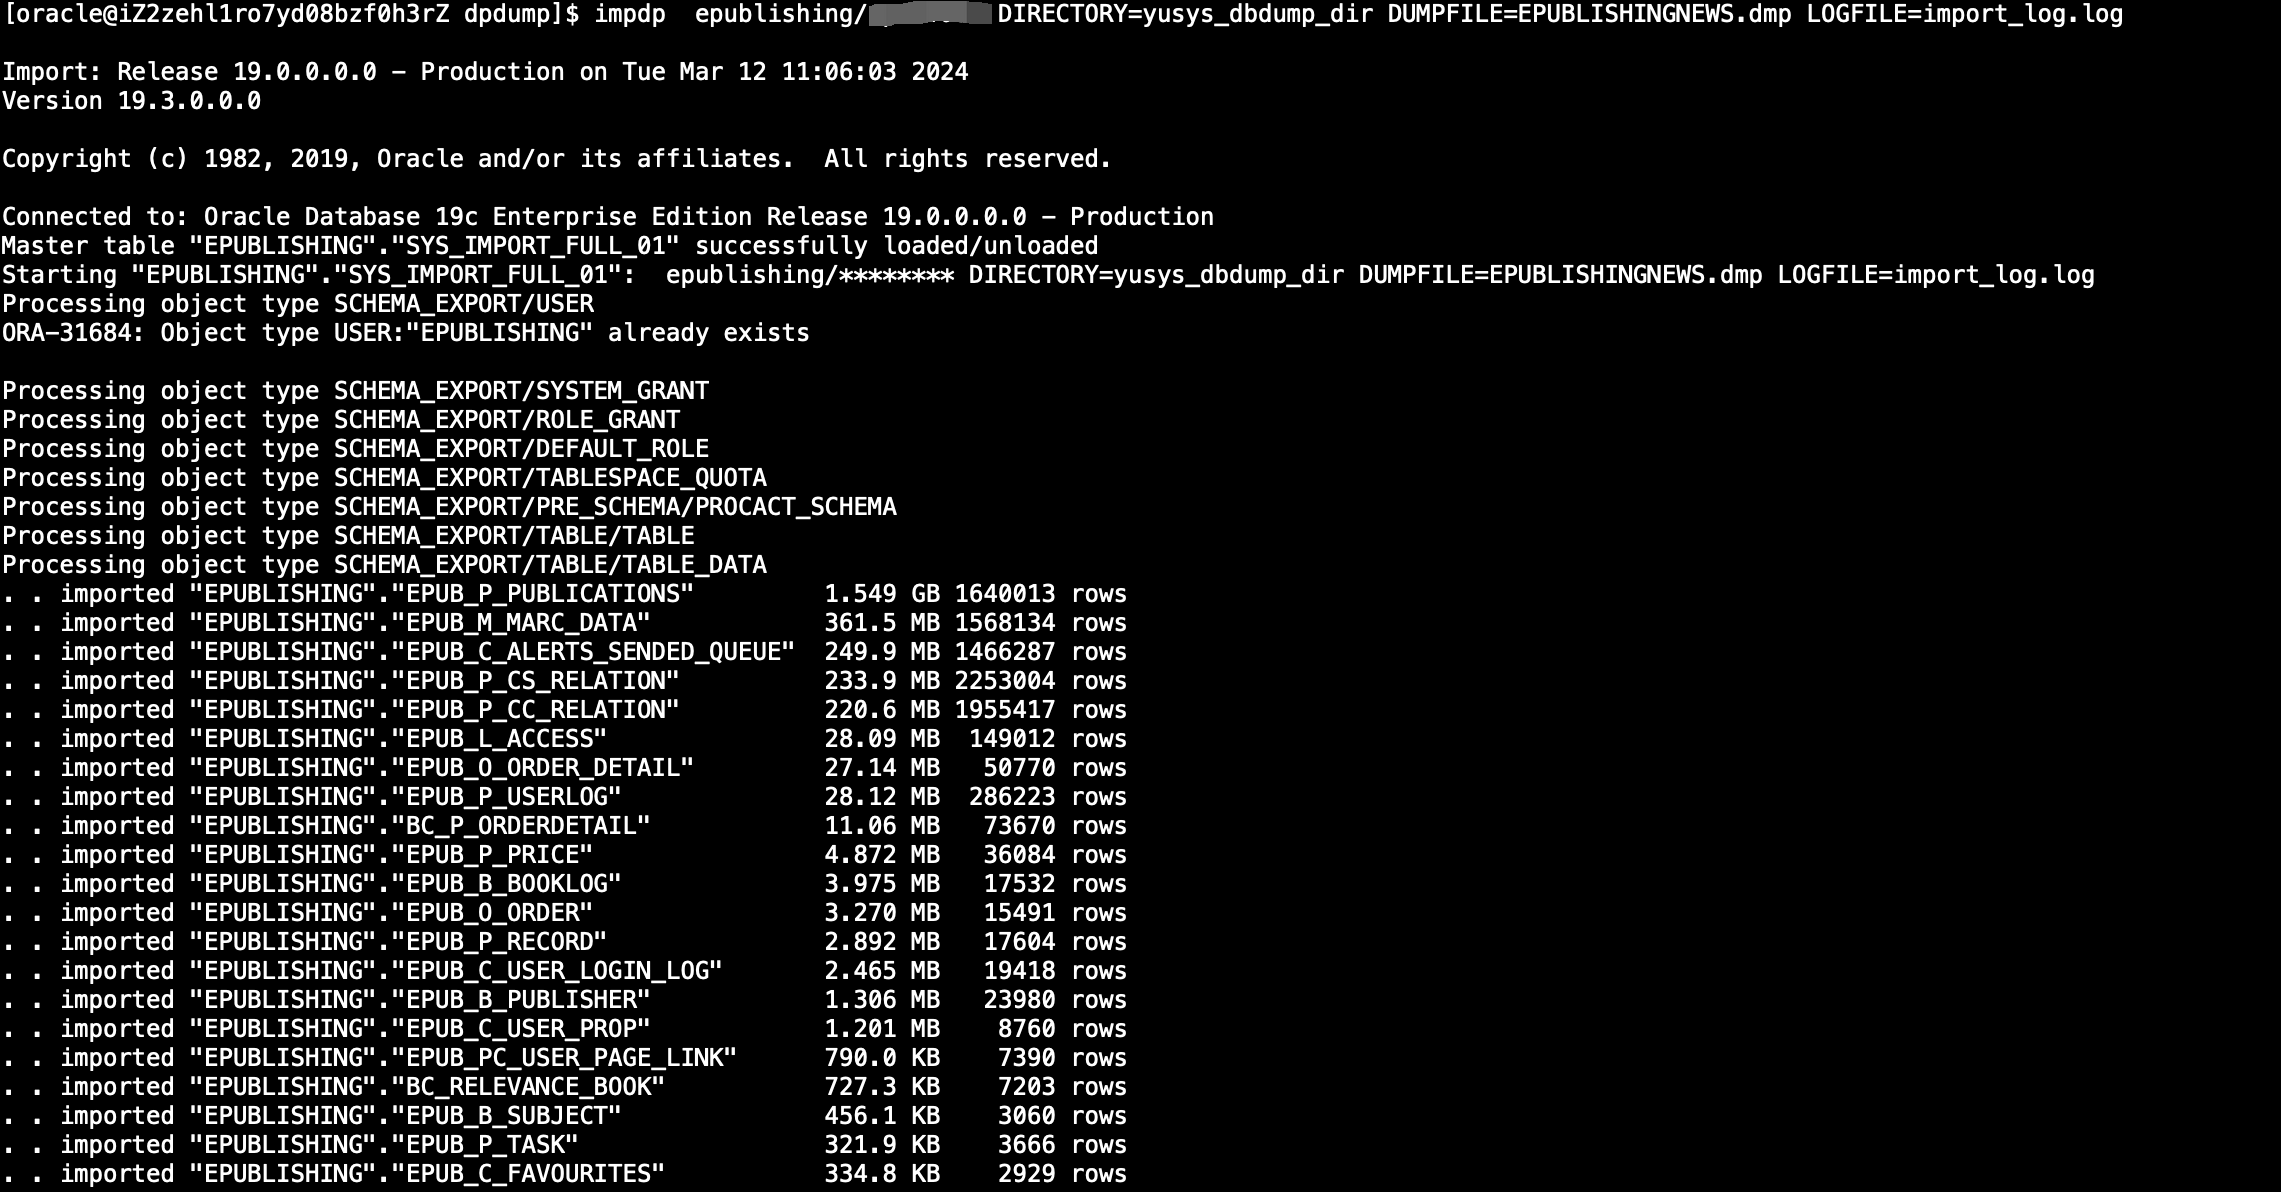 [oracle@iZ2zehl1ro7yd08bzf0h3rZ dpdump]$ impdp  epublishing/ DIRECTORY=yusys_dbdump_dir DUMPFILE=EPUBLISHINGNEWS.dmp LOGFILE=import_log.log
Import: Release 19.0.0.0.0 - Production on Tue Mar 12 11:06:03 2024
Version 19.3.0.0.0
Copyright (c) 1982, 2019, Oracle and/or its affiliates.  All rights reserved.
Connected to: Oracle Database 19c Enterprise Edition Release 19.0.0.0.0 - Production
Master table "EPUBLISHING"."SYS_IMPORT_FULL_01" successfully loaded/unloaded
Starting "EPUBLISHING"."SYS_IMPORT_FULL_01":  epublishing/******** DIRECTORY=yusys_dbdump_dir DUMPFILE=EPUBLISHINGNEWS.dmp LOGFILE=import_log.log
Processing object type SCHEMA_EXPORT/USER
ORA-31684: Object type USER:"EPUBLISHING" already exists
Processing object type SCHEMA_EXPORT/SYSTEM_GRANT
Processing object type SCHEMA_EXPORT/ROLE_GRANT
Processing object type SCHEMA_EXPORT/DEFAULT_ROLE
Processing object type SCHEMA_EXPORT/TABLESPACE_QUOTA
Processing object type SCHEMA_EXPORT/PRE_SCHEMA/PROCACT_SCHEMA
Processing object type SCHEMA_EXPORT/TABLE/TABLE
Processing object type SCHEMA_EXPORT/TABLE/TABLE_DATA
. . imported "EPUBLISHING"."EPUB_P_PUBLICATIONS"         1.549 GB 1640013 rows
. . imported "EPUBLISHING"."EPUB_M_MARC_DATA"            361.5 MB 1568134 rows
. . imported "EPUBLISHING"."EPUB_C_ALERTS_SENDED_QUEUE"  249.9 MB 1466287 rows
. . imported "EPUBLISHING"."EPUB_P_CS_RELATION"          233.9 MB 2253004 rows
. . imported "EPUBLISHING"."EPUB_P_CC_RELATION"          220.6 MB 1955417 rows
. . imported "EPUBLISHING"."EPUB_L_ACCESS"               28.09 MB  149012 rows
. . imported "EPUBLISHING"."EPUB_O_ORDER_DETAIL"         27.14 MB   50770 rows
. . imported "EPUBLISHING"."EPUB_P_USERLOG"              28.12 MB  286223 rows
. . imported "EPUBLISHING"."BC_P_ORDERDETAIL"            11.06 MB   73670 rows
. . imported "EPUBLISHING"."EPUB_P_PRICE"                4.872 MB   36084 rows
. . imported "EPUBLISHING"."EPUB_B_BOOKLOG"              3.975 MB   17532 rows
. . imported "EPUBLISHING"."EPUB_O_ORDER"                3.270 MB   15491 rows
. . imported "EPUBLISHING"."EPUB_P_RECORD"               2.892 MB   17604 rows
. . imported "EPUBLISHING"."EPUB_C_USER_LOGIN_LOG"       2.465 MB   19418 rows
. . imported "EPUBLISHING"."EPUB_B_PUBLISHER"            1.306 MB   23980 rows
. . imported "EPUBLISHING"."EPUB_C_USER_PROP"            1.201 MB    8760 rows
. . imported "EPUBLISHING"."EPUB_PC_USER_PAGE_LINK"      790.0 KB    7390 rows
. . imported "EPUBLISHING"."BC_RELEVANCE_BOOK"           727.3 KB    7203 rows
. . imported "EPUBLISHING"."EPUB_B_SUBJECT"              456.1 KB    3060 rows
. . imported "EPUBLISHING"."EPUB_P_TASK"                 321.9 KB    3666 rows
. . imported "EPUBLISHING"."EPUB_C_FAVOURITES"           334.8 KB    2929 rows